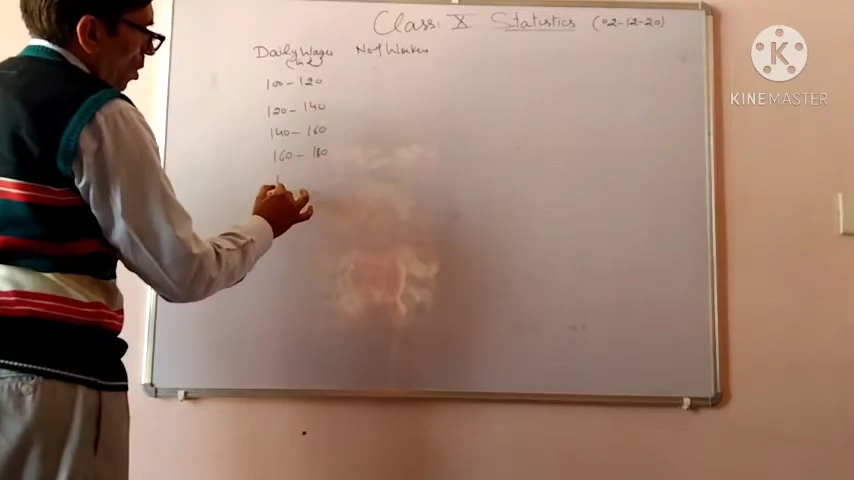 Class: X Statistics (02-12-20)
Daily Wages No of Workers
(in ₹)
100 - 120
120 - 140
140 - 160
160 - 180
1
K
KINEMASTER